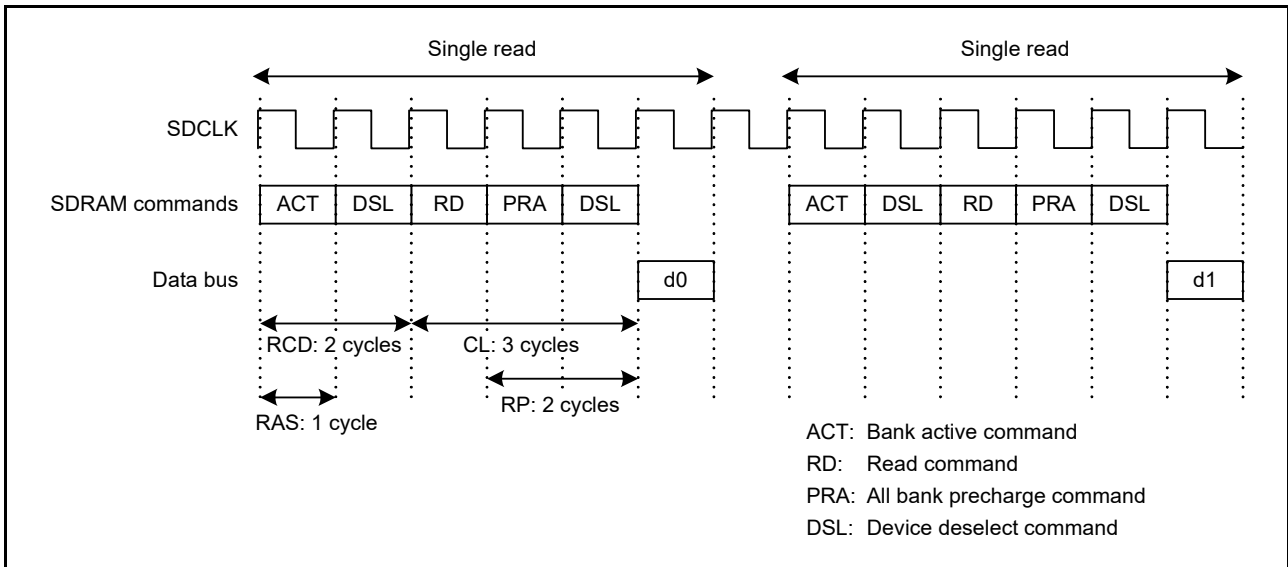 Single read Single read
SDCLK
SDRAM commands ACT DSL RD PRA DSL ACT DSL RD PRA DSL
Data bus d0 d1
RCD: 2 cycles CL: 3 cycles
RP: 2 cycles
RAS: 1 cycle
ACT: Bank active command
RD: Read command
PRA: All bank precharge command
DSL: Device deselect command